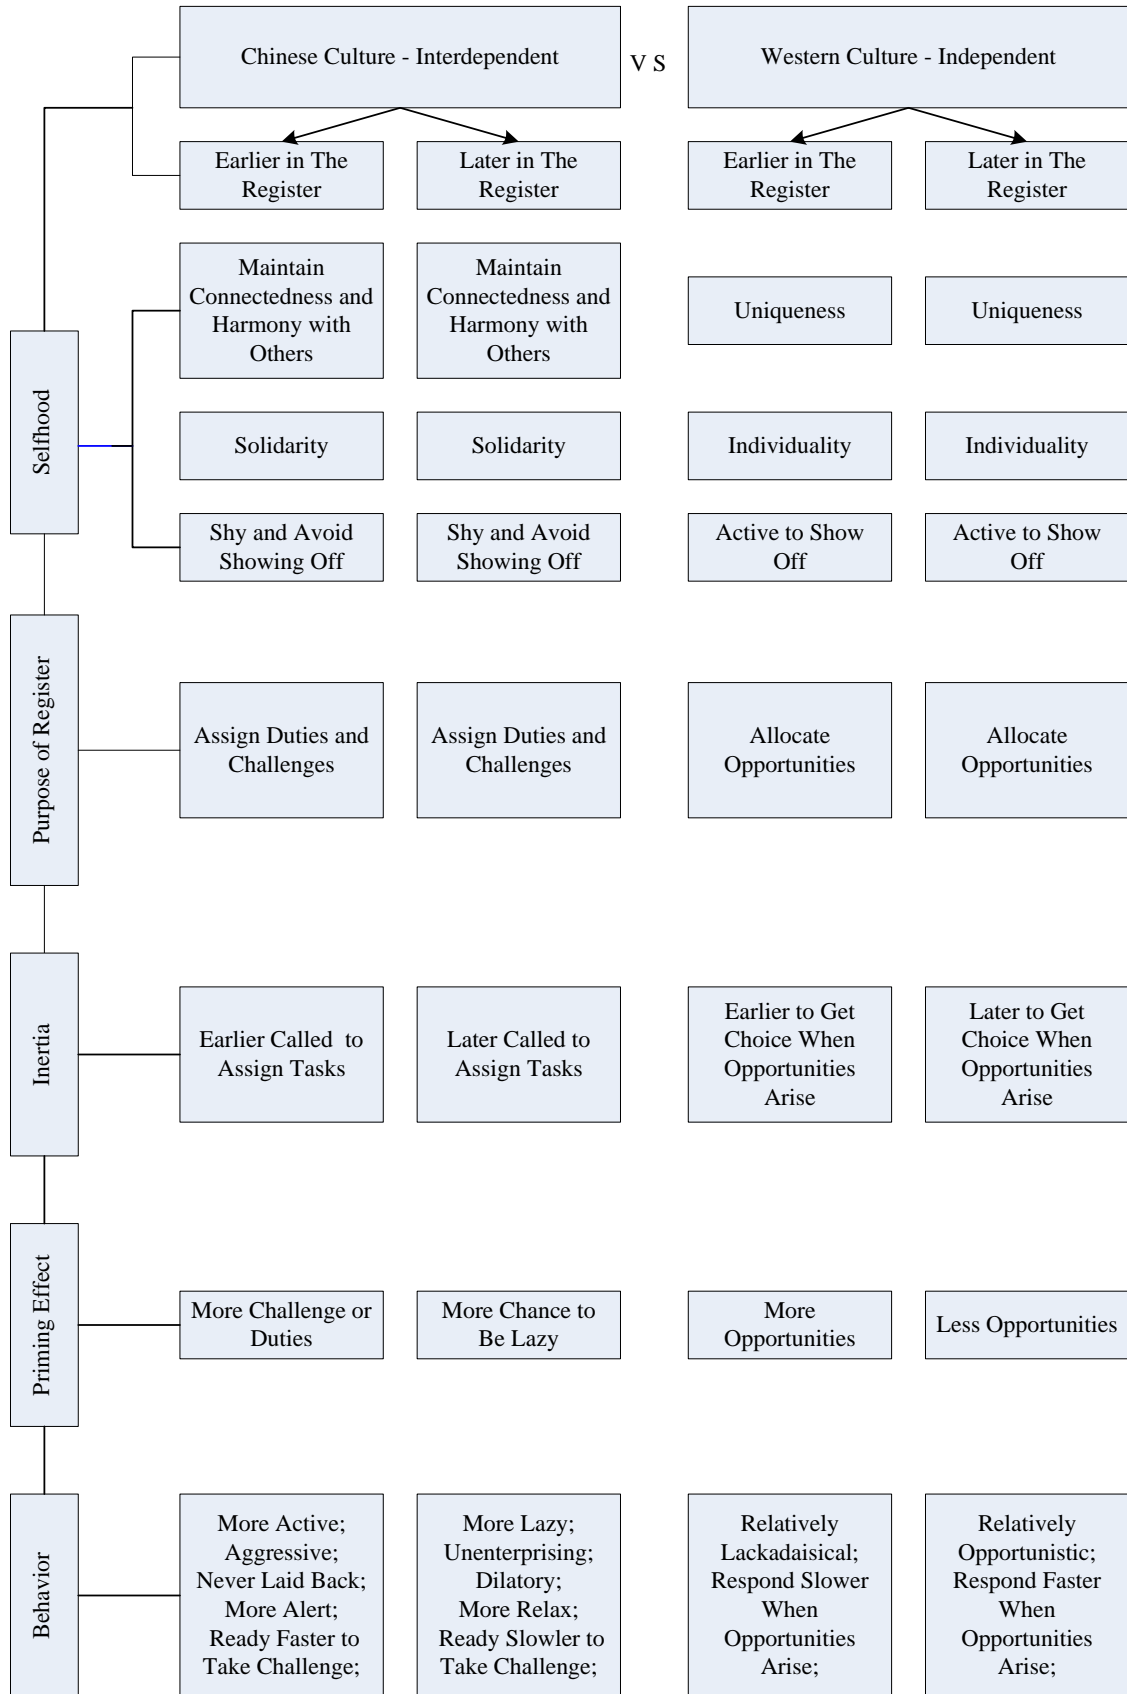 Chinese Culture - Interdependent
V S
Western Culture - Independent
Earlier in The
Register
Later in The
Register
Earlier in The
Register
Later in The
Register
Selfhood
Maintain
Connectedness and
Harmony with
Others
Maintain
Connectedness and
Harmony with
Others
Uniqueness
Uniqueness
Solidarity
Solidarity
Individuality
Individuality
Shy and Avoid
Showing Off
Shy and Avoid
Showing Off
Active to Show
Off
Active to Show
Off
Purpose of Register
Assign Duties and
Challenges
Assign Duties and
Challenges
Allocate
Opportunities
Allocate
Opportunities
Inertia
Earlier Called to
Assign Tasks
Later Called to
Assign Tasks
Earlier to Get
Choice When
Opportunities
Arise
Later to Get
Choice When
Opportunities
Arise
Priming Effect
More Challenge or
Duties
More Chance to
Be Lazy
More
Opportunities
Less Opportunities
Behavior
More Active;
Aggressive;
Never Laid Back;
More Alert;
Ready Faster to
Take Challenge;
More Lazy;
Unenterprising;
Dilatory;
More Relax;
Ready Slowler to
Take Challenge;
Relatively
Lackadaisical;
Respond Slower
When
Opportunities
Arise;
Relatively
Opportunistic;
Respond Faster
When
Opportunities
Arise;